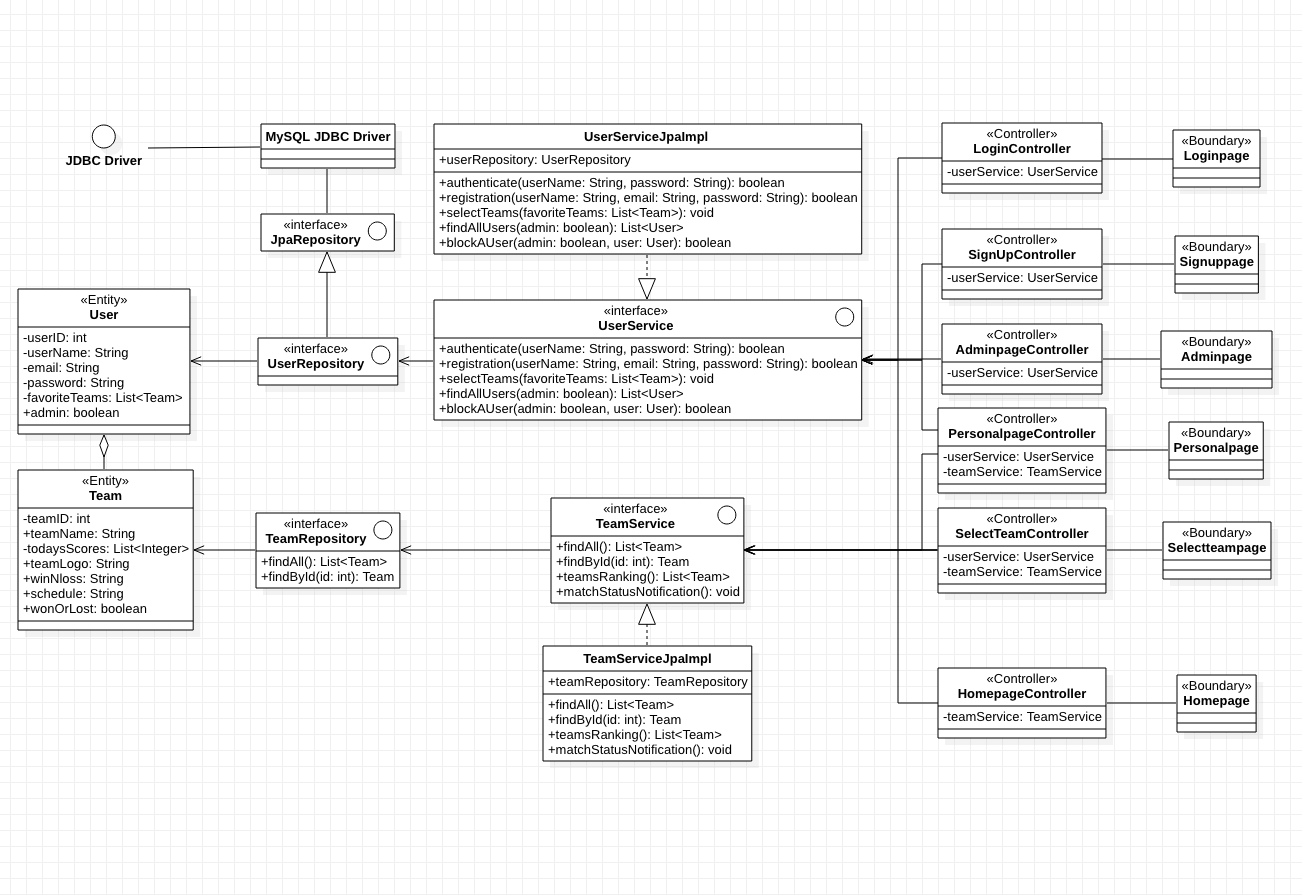 JDBC Driver
MySQL JDBC Driver
«interface»
JpaRepository
UserServiceJpaImpl
+userRepository: UserRepository
+authenticate(userName: String, password: String): boolean
+registration(userName: String, email: String, password: String): boolean
+selectTeams(favoriteTeams: List<Team>): void
+findAllUsers(admin: boolean): List<User>
+blockAUser(admin: boolean, user: User): boolean
«Entity»
User
-userID: int
-userName: String
-email: String
-password: String
-favoriteTeams: List<Team>
+admin: boolean
«interface»
UserRepository
«interface»
UserService
+authenticate(userName: String, password: String): boolean
+registration(userName: String, email: String, password: String): boolean
+selectTeams(favoriteTeams: List<Team>): void
+findAllUsers(admin: boolean): List<User>
+blockAUser(admin: boolean, user: User): boolean
«Entity»
Team
-teamID: int
+teamName: String
-todaysScores: List<Integer>
+teamLogo: String
+winNloss: String
+schedule: String
+wonOrLost: boolean
«interface»
TeamRepository
+findAll(): List<Team>
+findById(id: int): Team
«interface»
TeamService
+findAll(): List<Team>
+findById(id: int): Team
+teamsRanking(): List<Team>
+matchStatusNotification(): void
TeamServiceJpaImpl
+teamRepository: TeamRepository
+findAll(): List<Team>
+findById(id: int): Team
+teamsRanking(): List<Team>
+matchStatusNotification(): void
«Controller»
LoginController
-userService: UserService
«Boundary»
Loginpage
«Controller»
SignUpController
-userService: UserService
«Boundary»
Signuppage
«Controller»
AdminpageController
-userService: UserService
«Boundary»
Adminpage
«Controller»
PersonalpageController
-userService: UserService
-teamService: TeamService
«Boundary»
Personalpage
«Controller»
SelectTeamController
-userService: UserService
-teamService: TeamService
«Boundary»
Selectteampage
«Controller»
HomepageController
-teamService: TeamService
«Boundary»
Homepage